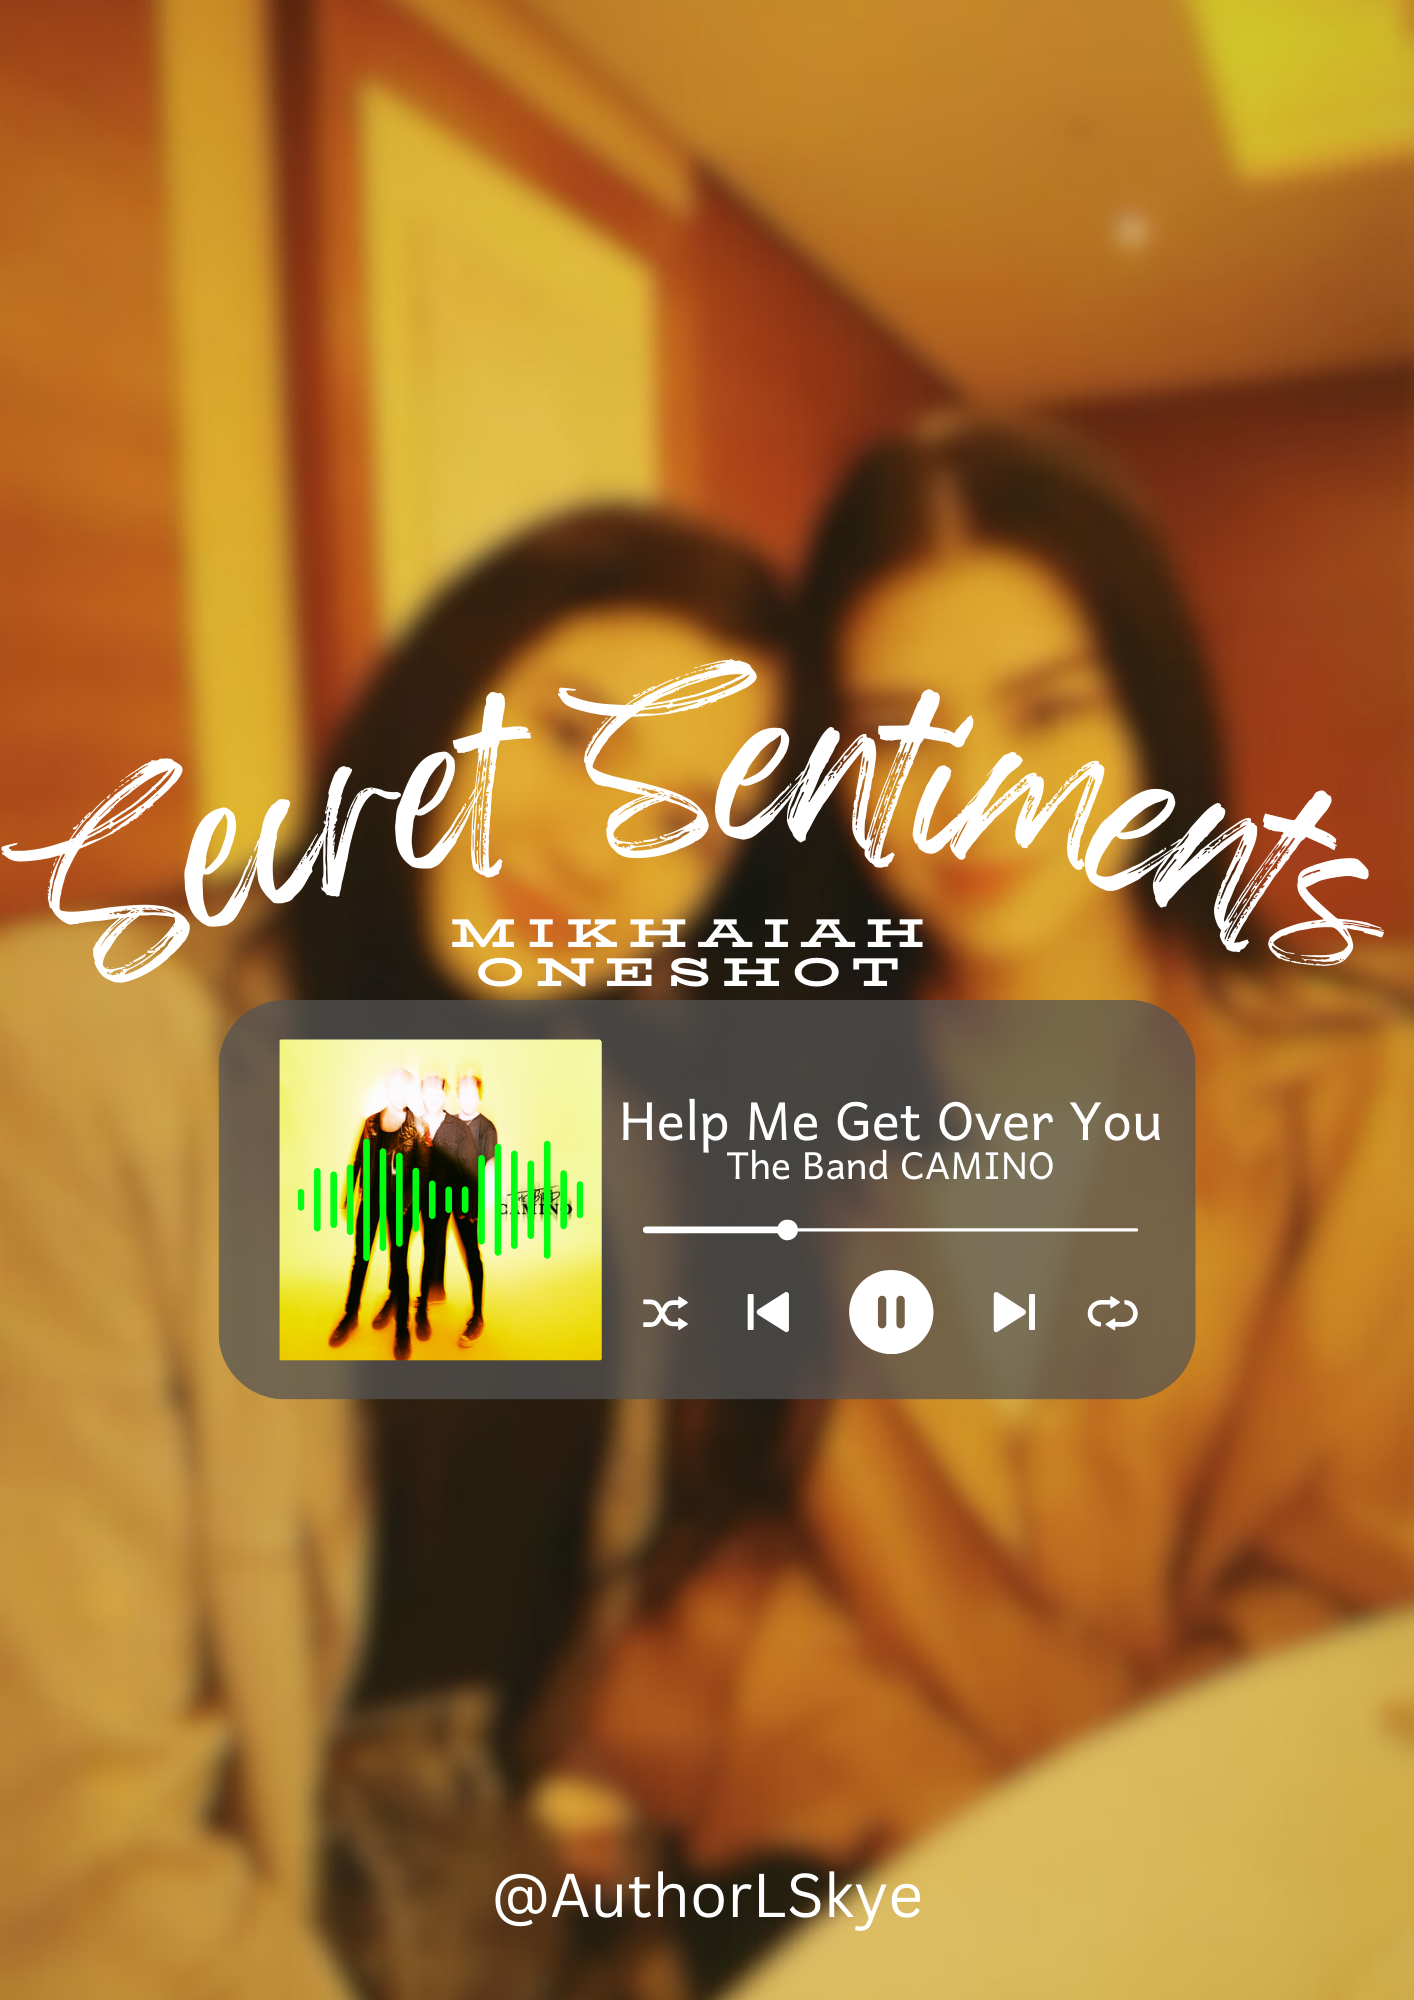 Secret Sentiments
MIKHAIAH
ONESHOT
Help Me Get Over You
The Band CAMINO
THE BAND
CAMINO
@AuthorLSkye